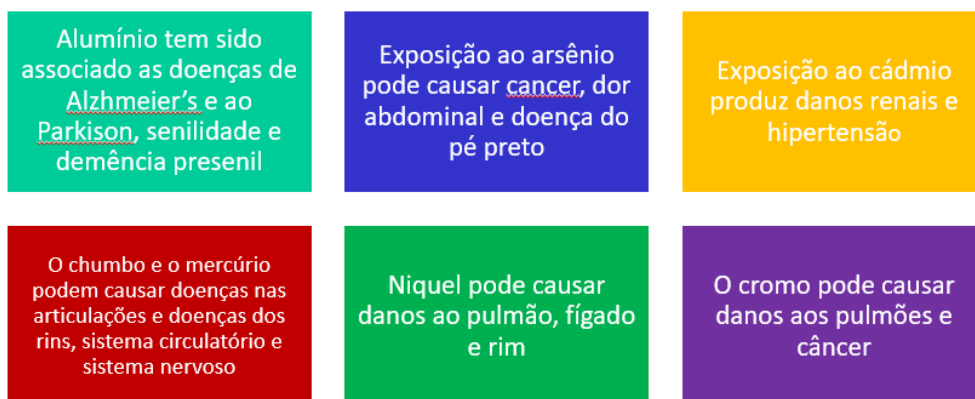 Alumínio tem sido
associado as doenças de
Alzhmeier’s e ao
Parkison, senilidade e
demência presenil
Exposição ao arsênio
pode causar cancer, dor
abdominal e doença do
pé preto
Exposição ao cádmio
produz danos renais e
hipertensão
O chumbo e o mercúrio
podem causar doenças nas
articulações e doenças dos
rins, sistema circulatório e
sistema nervoso
Niquel pode causar
danos ao pulmão, fígado
e rim
O cromo pode causar
danos aos pulmões e
câncer